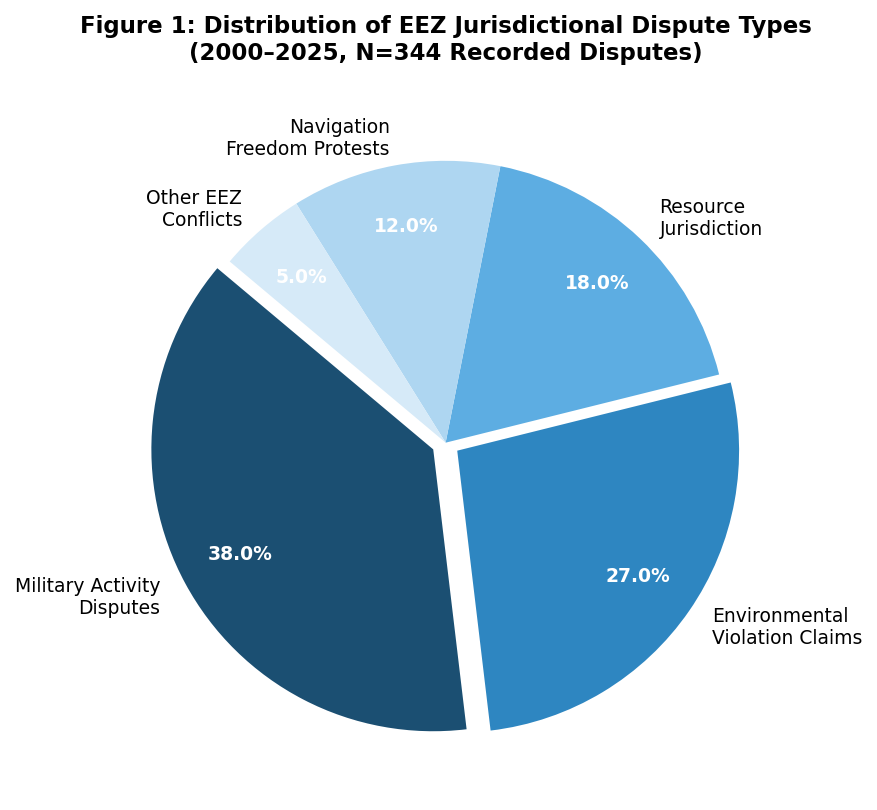 Figure 1: Distribution of EEZ Jurisdictional Dispute Types
(2000–2025, N=344 Recorded Disputes)
Navigation
Freedom Protests
Other EEZ
Conflicts
Resource
Jurisdiction
12.0%
5.0%
18.0%
38.0%
27.0%
Military Activity
Disputes
Environmental
Violation Claims